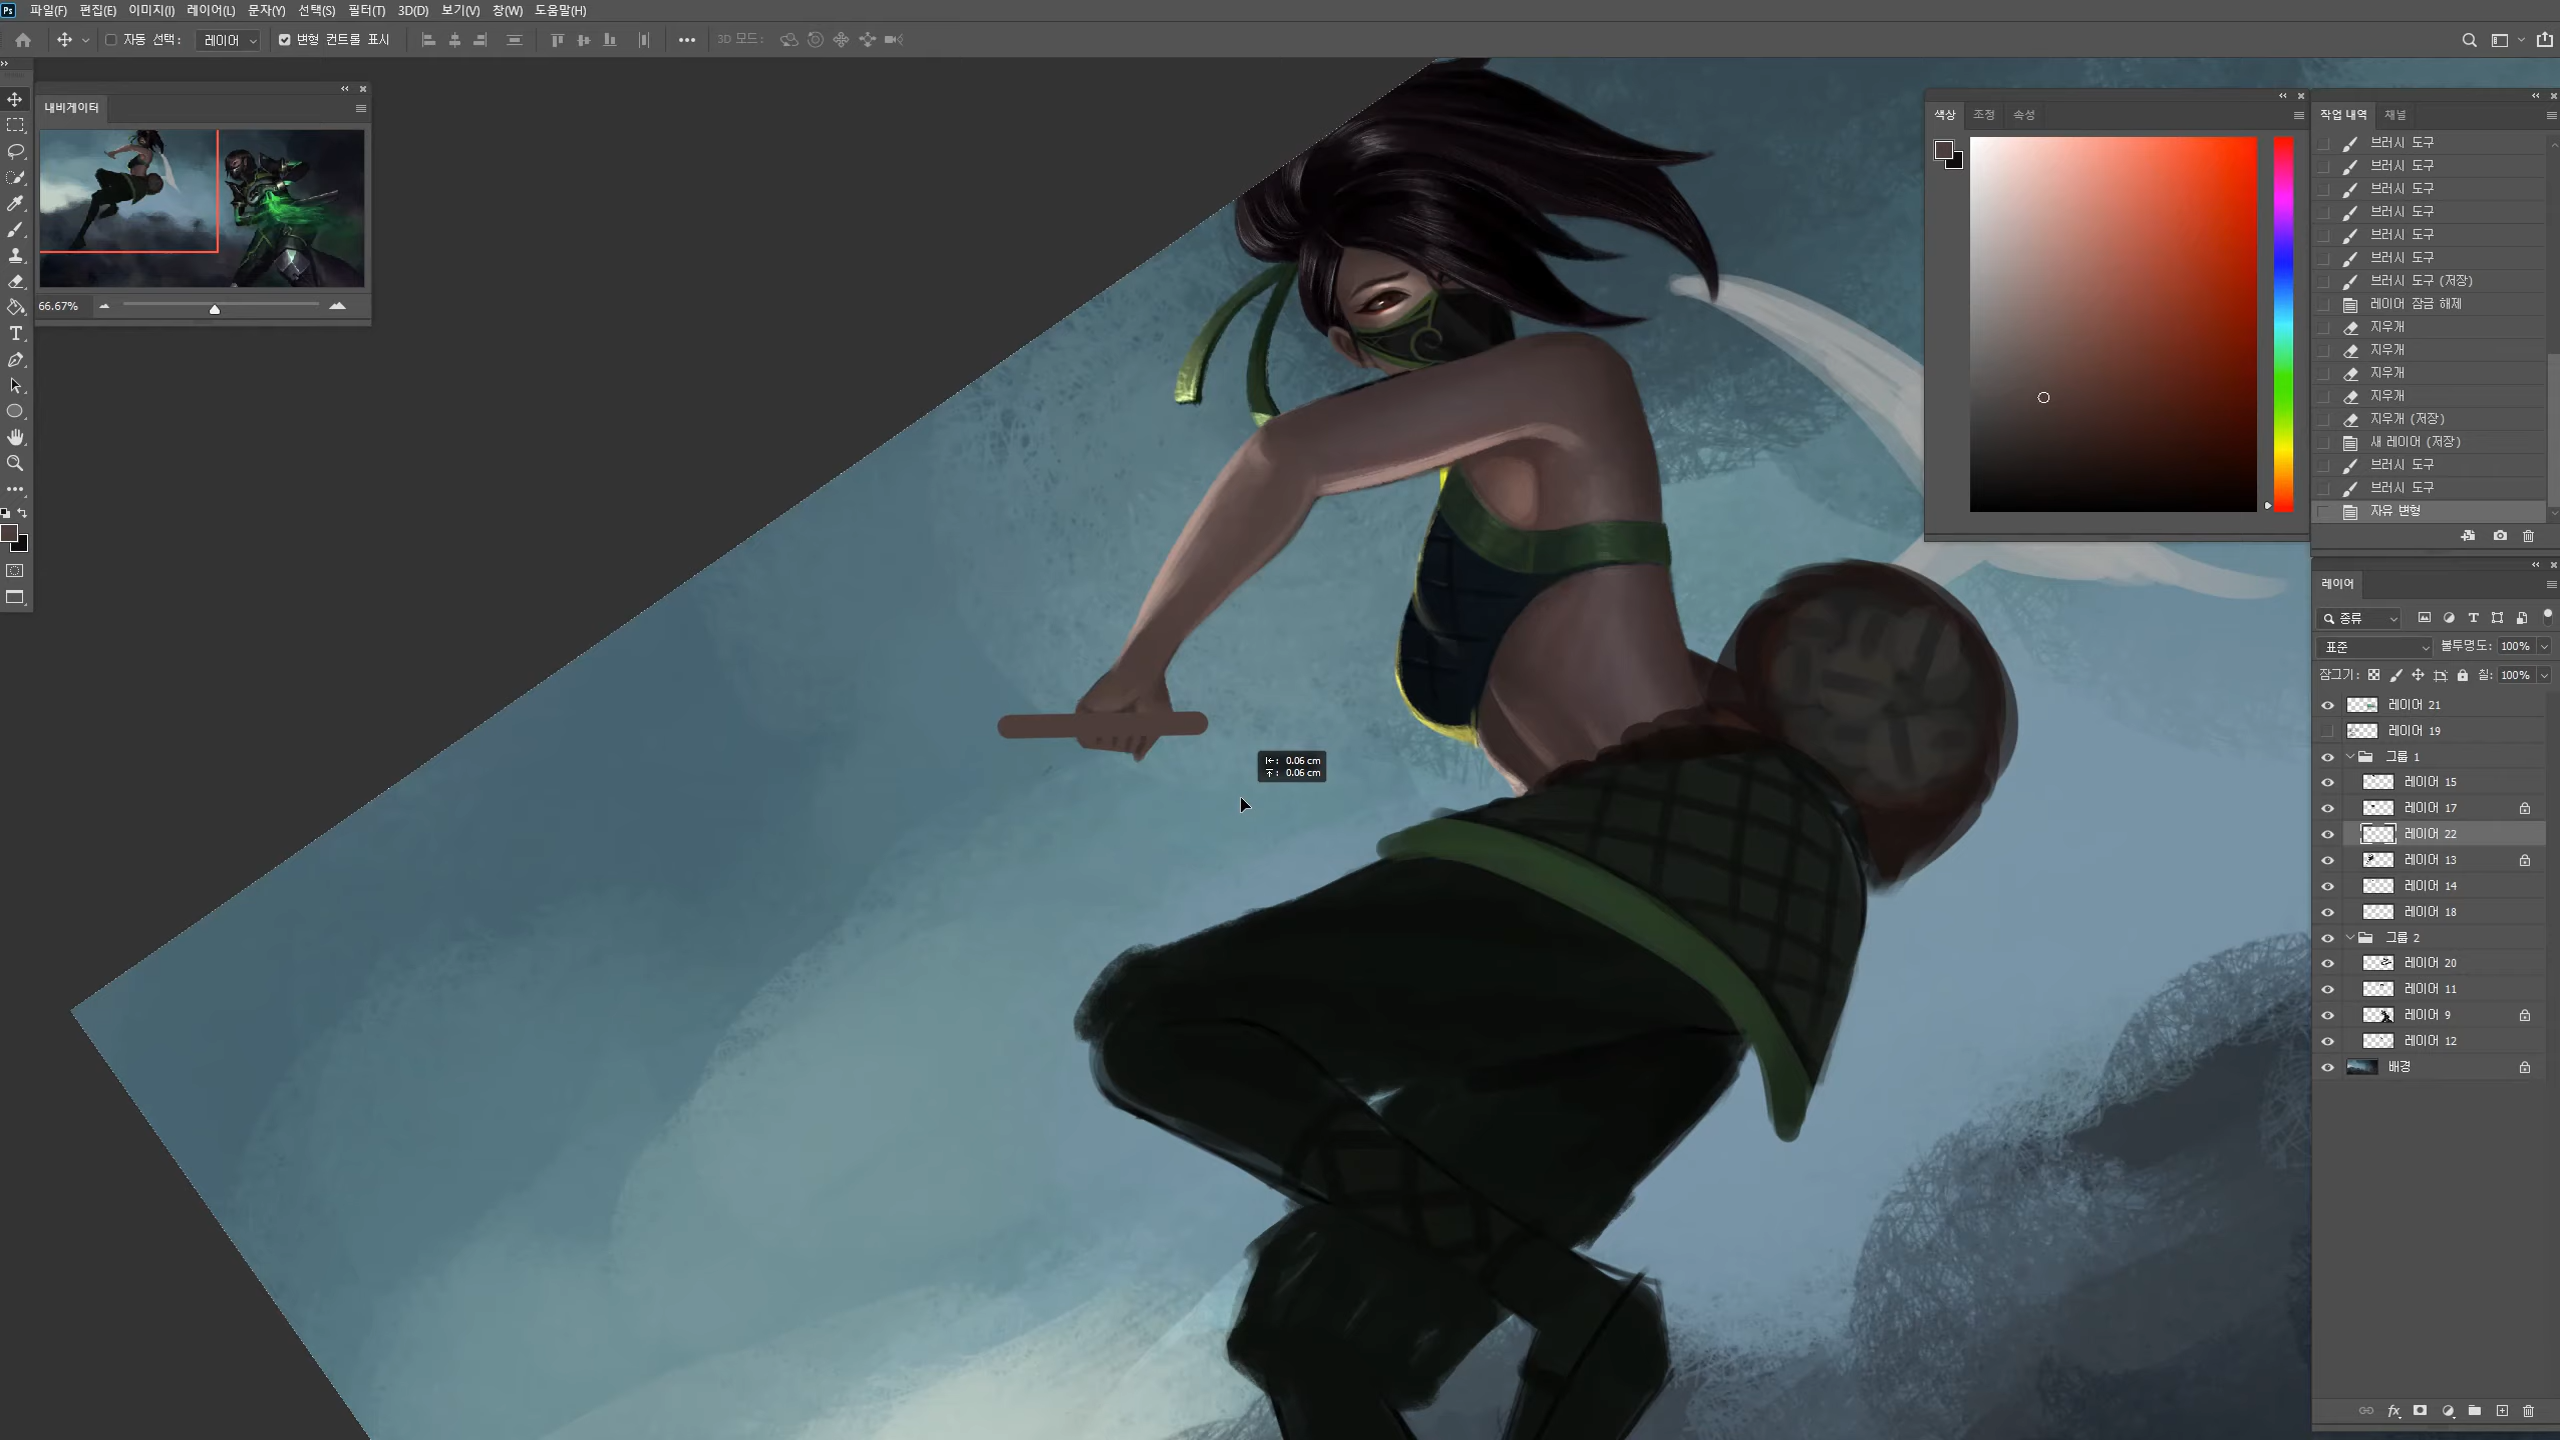 Ps 파일(F) 편집(E) 이미지(I) 레이어(L) 문자(Y) 선택(S) 필터(T) 3D(D) 보기(V) 창(W) 도움말(H)
자동 선택: 레이어 변형 컨트롤 표시 3D 모드:
내비게이터
66.67%
색상 조정 속성
작업 내역 채널
브러시 도구
브러시 도구
브러시 도구
브러시 도구
브러시 도구
브러시 도구
브러시 도구 (저장)
레이어 잠금 해제
지우개
지우개
지우개
지우개
지우개 (저장)
새 레이어 (저장)
브러시 도구
브러시 도구
자유 변형
0.06 cm
0.06 cm
레이어
종류
표준 불투명도: 100%
잠그기: 칠: 100%
레이어 21
레이어 19
그룹 1
레이어 15
레이어 17
레이어 22
레이어 13
레이어 14
레이어 18
그룹 2
레이어 20
레이어 11
레이어 9
레이어 12
배경
fx